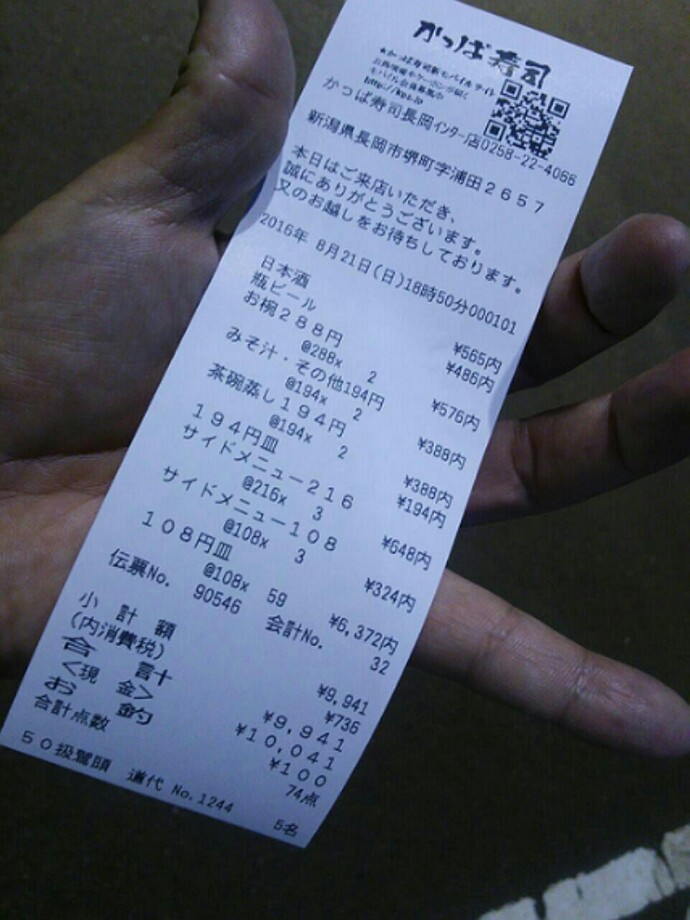 かっぱ寿司
http://kpa.jp
かっぱ寿司長岡インター店0258-22-4066
新潟県長岡市堺町字浦田2657
本日はご来店いただき、
誠にありがとうございます。
又のお越しをお待ちしております。
2016年 8月21日(日)18時50分000101
日本酒 ¥565内
瓶ビール ¥486内
お椀288円
@288x 2 ¥576内
みそ汁・その他194円
@194x 2 ¥388内
茶碗蒸し194円
@194x 2 ¥388内
194円皿 ¥194内
サイドメニュー216
@216x 3 ¥648内
サイドメニュー108
@108x 3 ¥324内
108円皿
@108x 59 ¥6,372内
伝票No. 90546 会計No. 32
小計額 ¥9,941
(内消費税) ¥736
合計 ¥9,941
<現金> ¥10,041
お釣 ¥100
合計点数 74点
50扱 道代 No.1244 5名